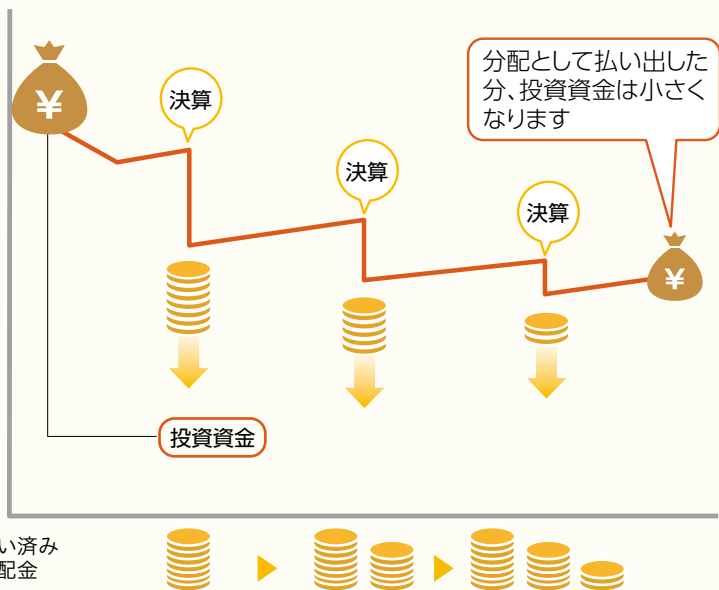 ¥
決算
分配として払い出した
分、投資資金は小さく
なります
決算
決算
¥
投資資金
い済み
配金